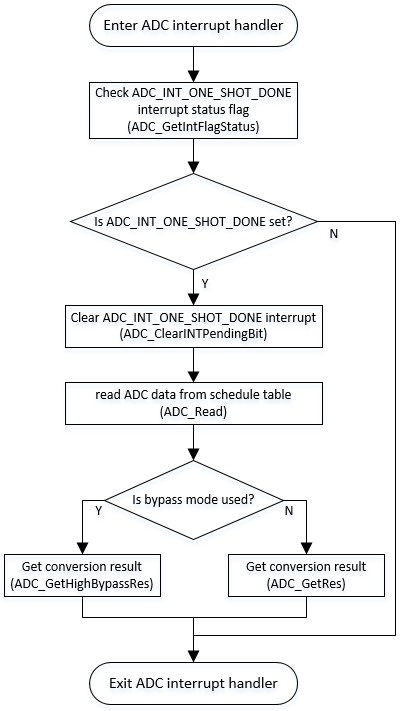 Enter ADC interrupt handler
Check ADC_INT_ONE_SHOT_DONE
interrupt status flag
(ADC_GetIntFlagStatus)
Is ADC_INT_ONE_SHOT_DONE set?
N
Y
Clear ADC_INT_ONE_SHOT_DONE interrupt
(ADC_ClearINTPendingBit)
read ADC data from schedule table
(ADC_Read)
Is bypass mode used?
Y
N
Get conversion result
(ADC_GetHighBypassRes)
Get conversion result
(ADC_GetRes)
Exit ADC interrupt handler